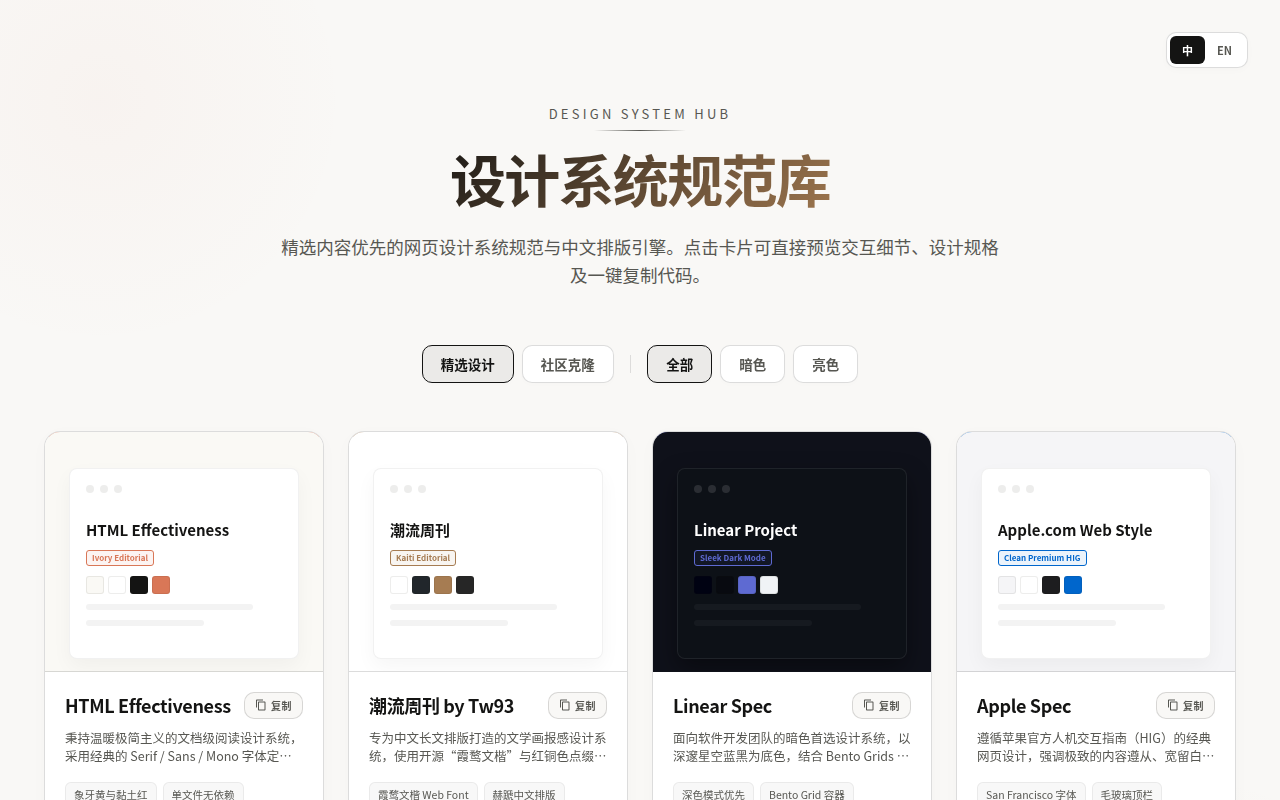 中 EN
DESIGN SYSTEM HUB
设计系统规范库
精选内容优先的网页设计系统规范与中文排版引擎。点击卡片可直接预览交互细节、设计规格
及一键复制代码。
精选设计 社区克隆 全部 暗色 亮色
HTML Effectiveness
Ivory Editorial
HTML Effectiveness 复制
秉持温暖极简主义的文档级阅读设计系统，
采用经典的 Serif / Sans / Mono 字体定…
象牙黄与黏土红 单文件无依赖
潮流周刊
Kaiti Editorial
潮流周刊 by Tw93 复制
专为中文长文排版打造的文学画报感设计系
统，使用开源“霞鹜文楷”与红铜色点缀…
霞鹜文楷 Web Font 赫蹏中文排版
Linear Project
Sleek Dark Mode
Linear Spec 复制
面向软件开发团队的暗色首选设计系统，以
深邃星空蓝黑为底色，结合 Bento Grids …
深色模式优先 Bento Grid 容器
Apple.com Web Style
Clean Premium HIG
Apple Spec 复制
遵循苹果官方人机交互指南（HIG）的经典
网页设计，强调极致的内容遵从、宽留白…
San Francisco 字体 毛玻璃顶栏